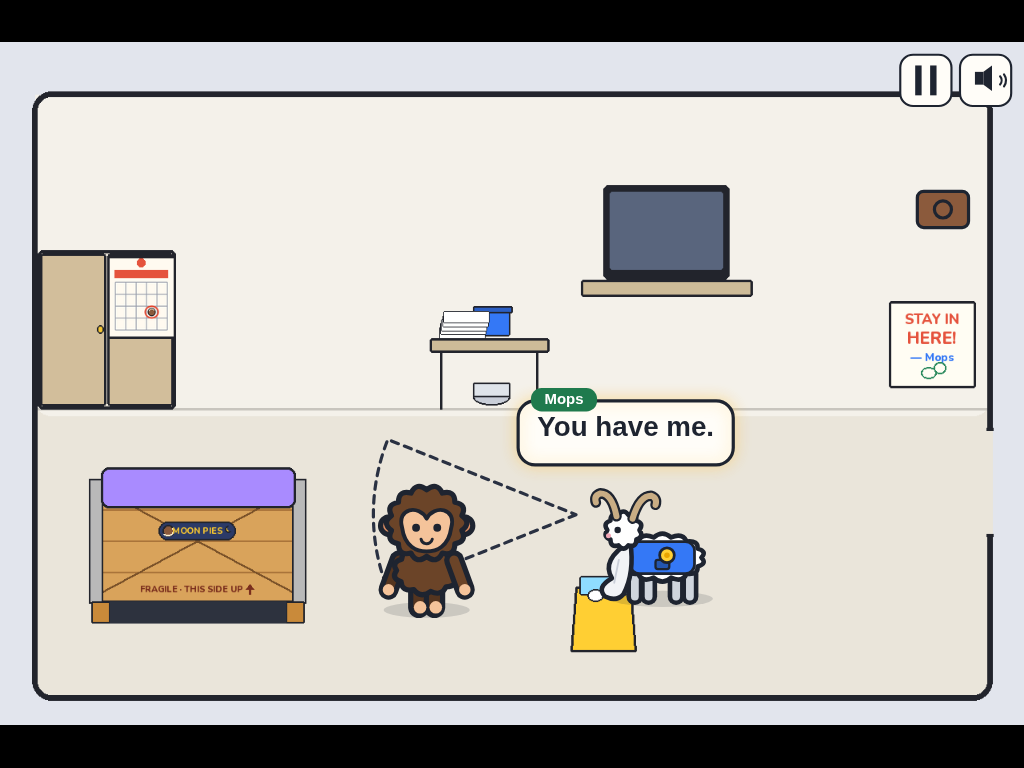 STAY IN
HERE!
— Mops
Mops
You have me.
MOON PIES
FRAGILE · THIS SIDE UP